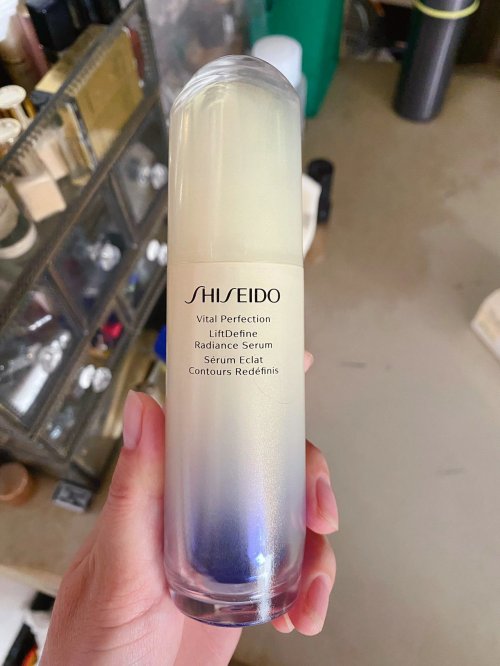 SHISEIDO
Vital Perfection
LiftDefine
Radiance Serum
Sérum Eclat
Contours Redéfinis